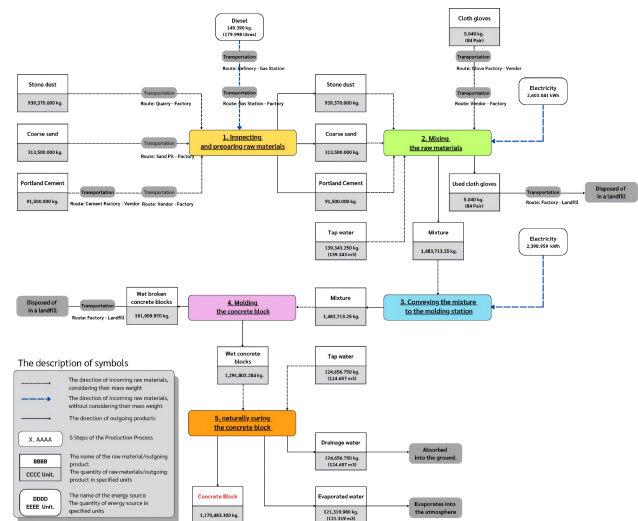 Diesel
149.390 kg.
(179.998 litres)
Cloth gloves
5.040 kg.
(84 Pair)
Transportation
Route: Refinery - Gas Station
Transportation
Route: Glove Factory - Vendor
Electricity
2,403.041 kWh
Stone dust
939,370.000 kg.
Transportation
Route: Quarry - Factory
Transportation
Route: Gas Station - Factory
Stone dust
939,370.000 kg.
Transportation
Route: Vendor - Factory
Coarse sand
313,500.000 kg.
Transportation
Route: Sand Pit - Factory
1. Inspecting
and preparing raw materials
Coarse sand
313,500.000 kg.
2. Mixing
the raw materials
Portland Cement
91,500.000 kg.
Transportation
Route: Cement Factory - Vendor
Transportation
Route: Vendor - Factory
Portland Cement
91,500.000 kg.
Used cloth gloves
5.040 kg.
(84 Pair)
Transportation
Route: Factory - Landfill
Disposed of
in a landfill
Tap water
139,343.250 kg.
(139.343 m3)
Mixture
1,483,713.25 kg.
Electricity
2,398.959 kWh
Disposed of
in a landfill
Transportation
Route: Factory - Landfill
Wet broken
concrete blocks
191,909.970 kg.
4. Molding
the concrete block
Mixture
1,483,713.25 kg.
3. Conveying the mixture
to the molding station
Wet concrete
blocks
1,291,803.284 kg.
Tap water
124,656.750 kg.
(124.657 m3)
5. naturally curing
the concrete block
Drainage water
124,656.750 kg.
(124.657 m3)
Absorbed
into the ground.
Concrete Block
1,170,483.300 kg.
Evaporated water
121,319.980 kg.
(121.319 m3)
Evaporates into
the atmosphere
The description of symbols
The direction of incoming raw materials,
considering their mass weight
The direction of incoming raw materials,
without considering their mass weight
The direction of outgoing products
X. AAAA
5 Steps of the Production Process
BBBB
CCCC Unit.
The name of the raw material/outgoing
product
The quantity of raw materials/outgoing
product in specified units
DDDD
EEEE Unit.
The name of the energy source
The quantity of energy source in
specified units